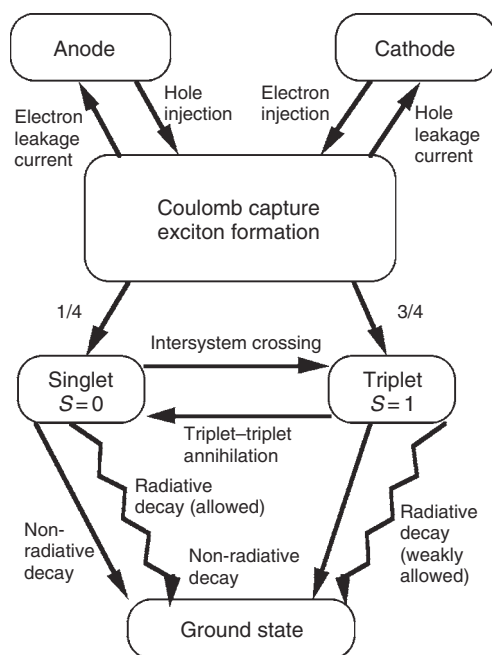 Anode
Cathode
Electron
leakage
current
Hole
injection
Electron
injection
Hole
leakage
current
Coulomb capture
exciton formation
1/4
3/4
Intersystem crossing
Singlet
S=0
Triplet
S=1
Triplet–triplet
annihilation
Radiative
decay (allowed)
Non-
radiative
decay
Non-radiative
decay
Radiative
decay
(weakly
allowed)
Ground state